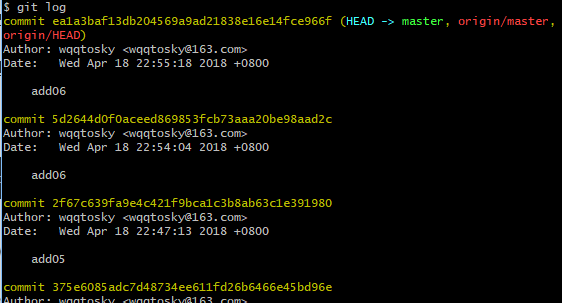 $ git log
commit ea1a3baf13db204569a9ad21838e16e14fce966f (HEAD -> master, origin/master,
origin/HEAD)
Author: wqqtosky <wqqtosky@163.com>
Date:   Wed Apr 18 22:55:18 2018 +0800
add06
commit 5d2644d0f0aceed869853fcb73aaa20be98aad2c
Author: wqqtosky <wqqtosky@163.com>
Date:   Wed Apr 18 22:54:04 2018 +0800
add06
commit 2f67c639fa9e4c421f9bca1c3b8ab63c1e391980
Author: wqqtosky <wqqtosky@163.com>
Date:   Wed Apr 18 22:47:13 2018 +0800
add05
commit 375e6085adc7d48734ee611fd26b6466e45bd96e
Author: wqqtosky <wqqtosky@163.com>